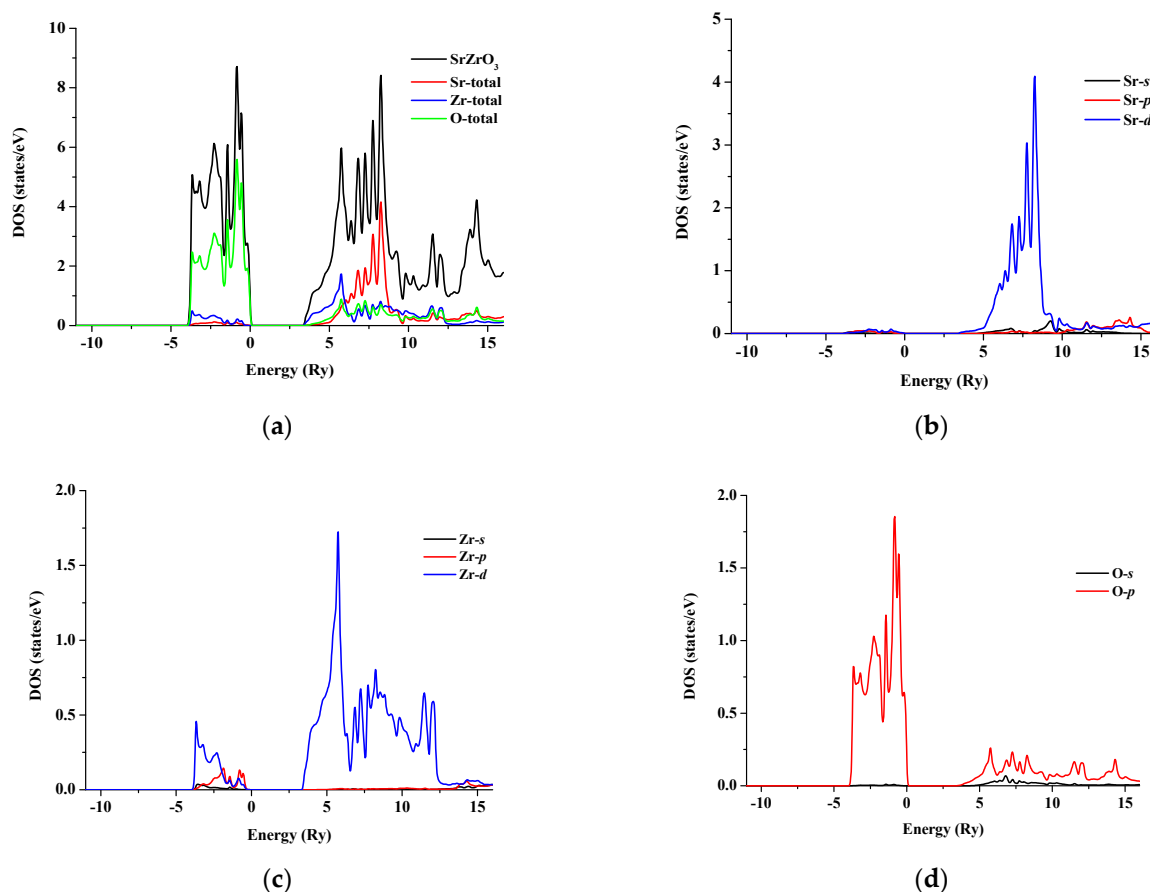 10
8
6
4
2
0
DOS (states/eV)
SrZrO3
Sr-total
Zr-total
O-total
-10 -5 0 5 10 15
Energy (Ry)
(a)
5
4
3
2
1
0
DOS (states/eV)
Sr-s
Sr-p
Sr-d
-10 -5 0 5 10 15
Energy (Ry)
(b)
2.0
1.5
1.0
0.5
0.0
DOS (states/eV)
Zr-s
Zr-p
Zr-d
-10 -5 0 5 10 15
Energy (Ry)
(c)
2.0
1.5
1.0
0.5
0.0
DOS (states/eV)
O-s
O-p
-10 -5 0 5 10 15
Energy (Ry)
(d)